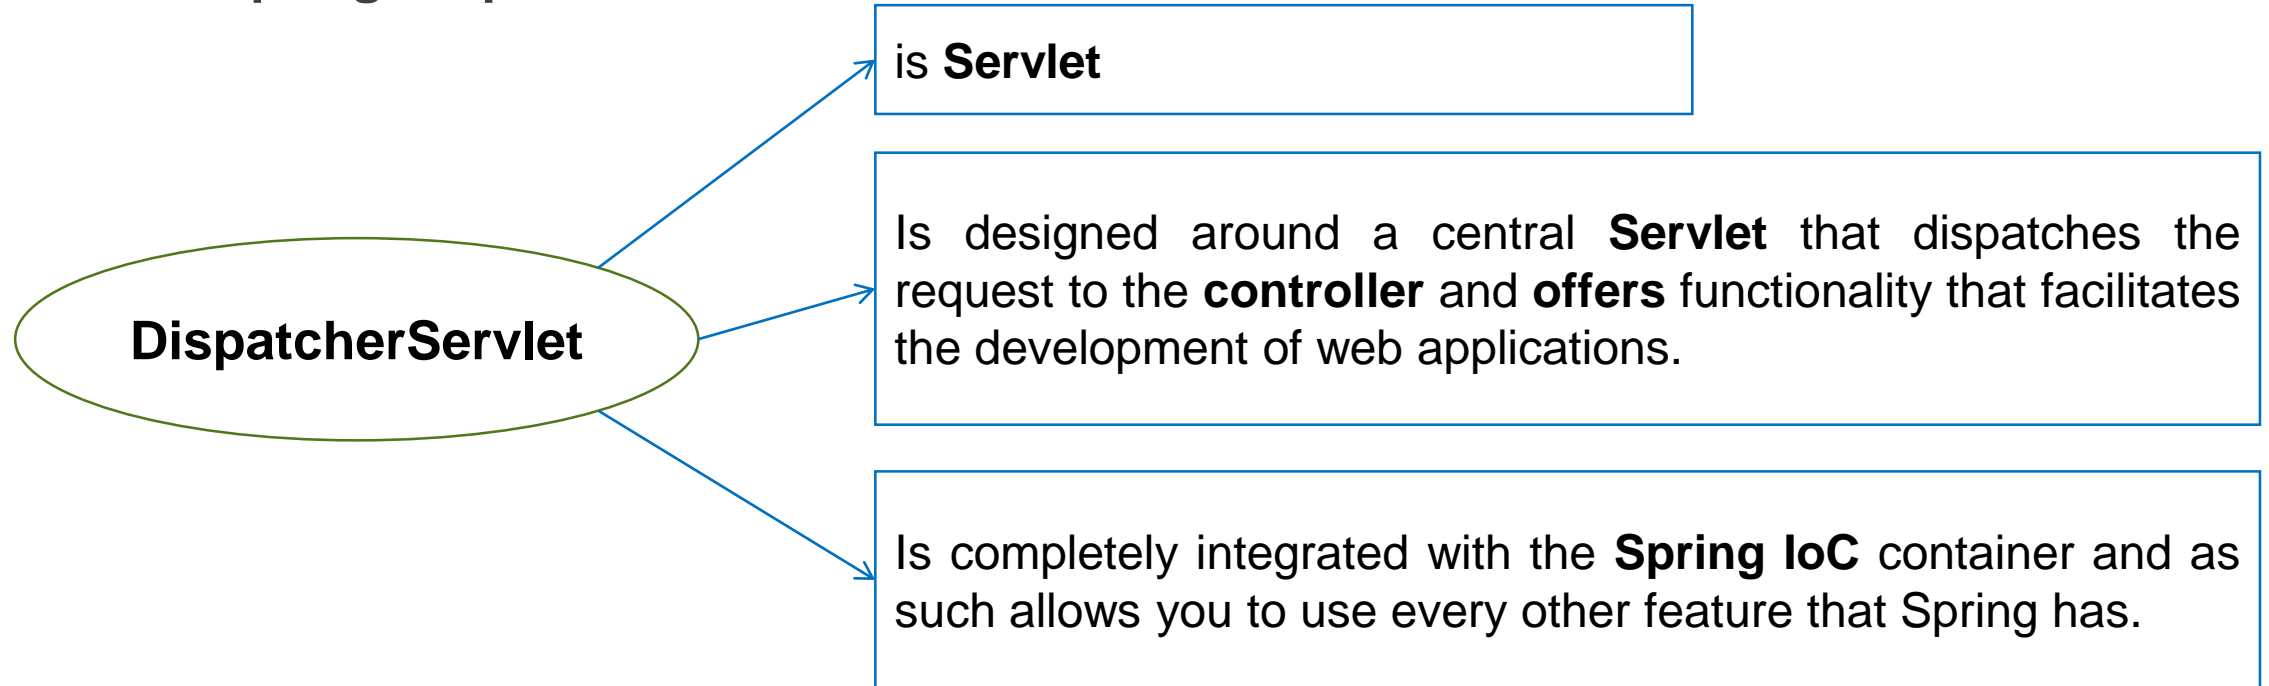 is Servlet
Is designed around a central Servlet that dispatches the
request to the controller and offers functionality that facilitates
the development of web applications.
DispatcherServlet
Is completely integrated with the Spring IoC container and as
such allows you to use every other feature that Spring has.